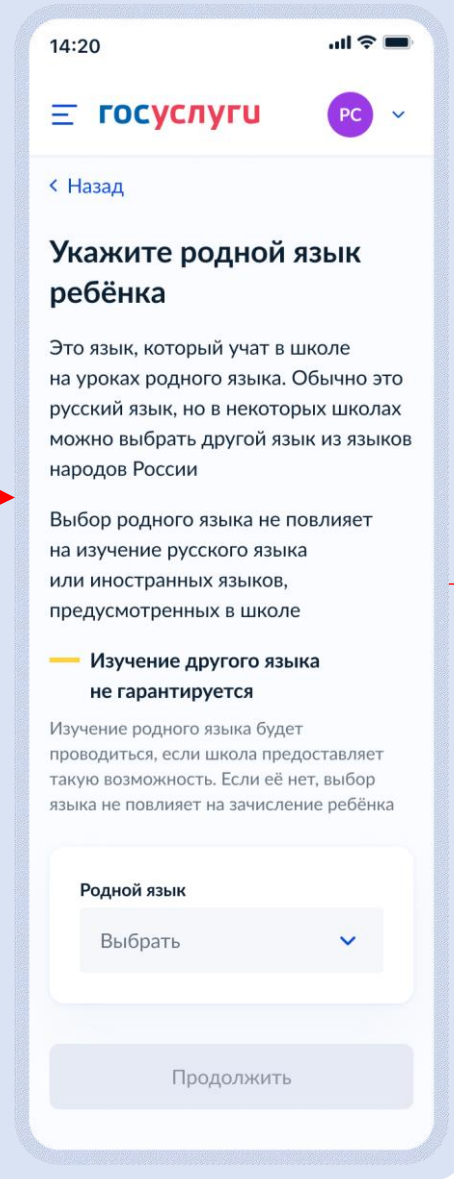 14:20
госуслуги
РС
Назад
Укажите родной язык
ребёнка
Это язык, который учат в школе
на уроках родного языка. Обычно это
русский язык, но в некоторых школах
можно выбрать другой язык из языков
народов России
Выбор родного языка не повлияет
на изучение русского языка
или иностранных языков,
предусмотренных в школе
Изучение другого языка
не гарантируется
Изучение родного языка будет
проводиться, если школа предоставляет
такую возможность. Если её нет, выбор
языка не повлияет на зачисление ребёнка
Родной язык
Выбрать
Продолжить